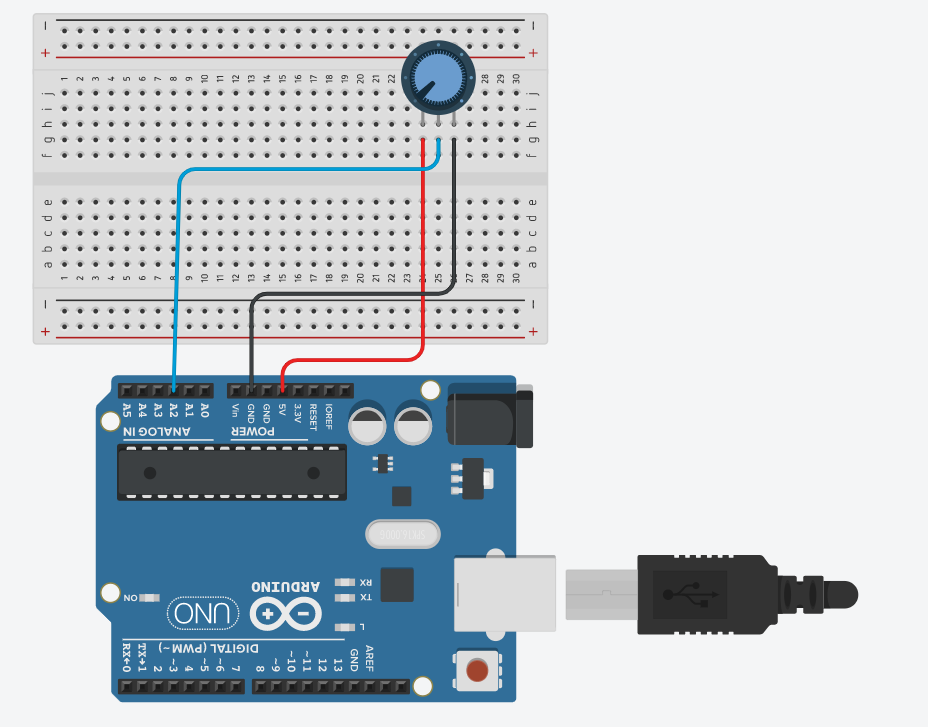 − −
+ +
1 2 3 4 5 6 7 8 9 10 11 12 13 14 15 16 17 18 19 20 21 22 28 29 30
j j
i i
h h
g g
f f
e e
d d
c c
b b
a a
1 2 3 4 5 6 7 8 9 10 11 12 13 14 15 16 17 18 19 20 21 22 23 24 25 26 27 28 29 30
− −
+ +
A5 A4 A3 A2 A1 A0 Vin GND GND 5V 3.3V RESET IOREF
ANALOG IN POWER
RX
TX
L
ON
UNO
ARDUINO
DIGITAL (PWM~)
RX←0 TX→1 2 ~3 4 ~5 ~6 7 8 ~9 ~10 ~11 12 13 GND AREF